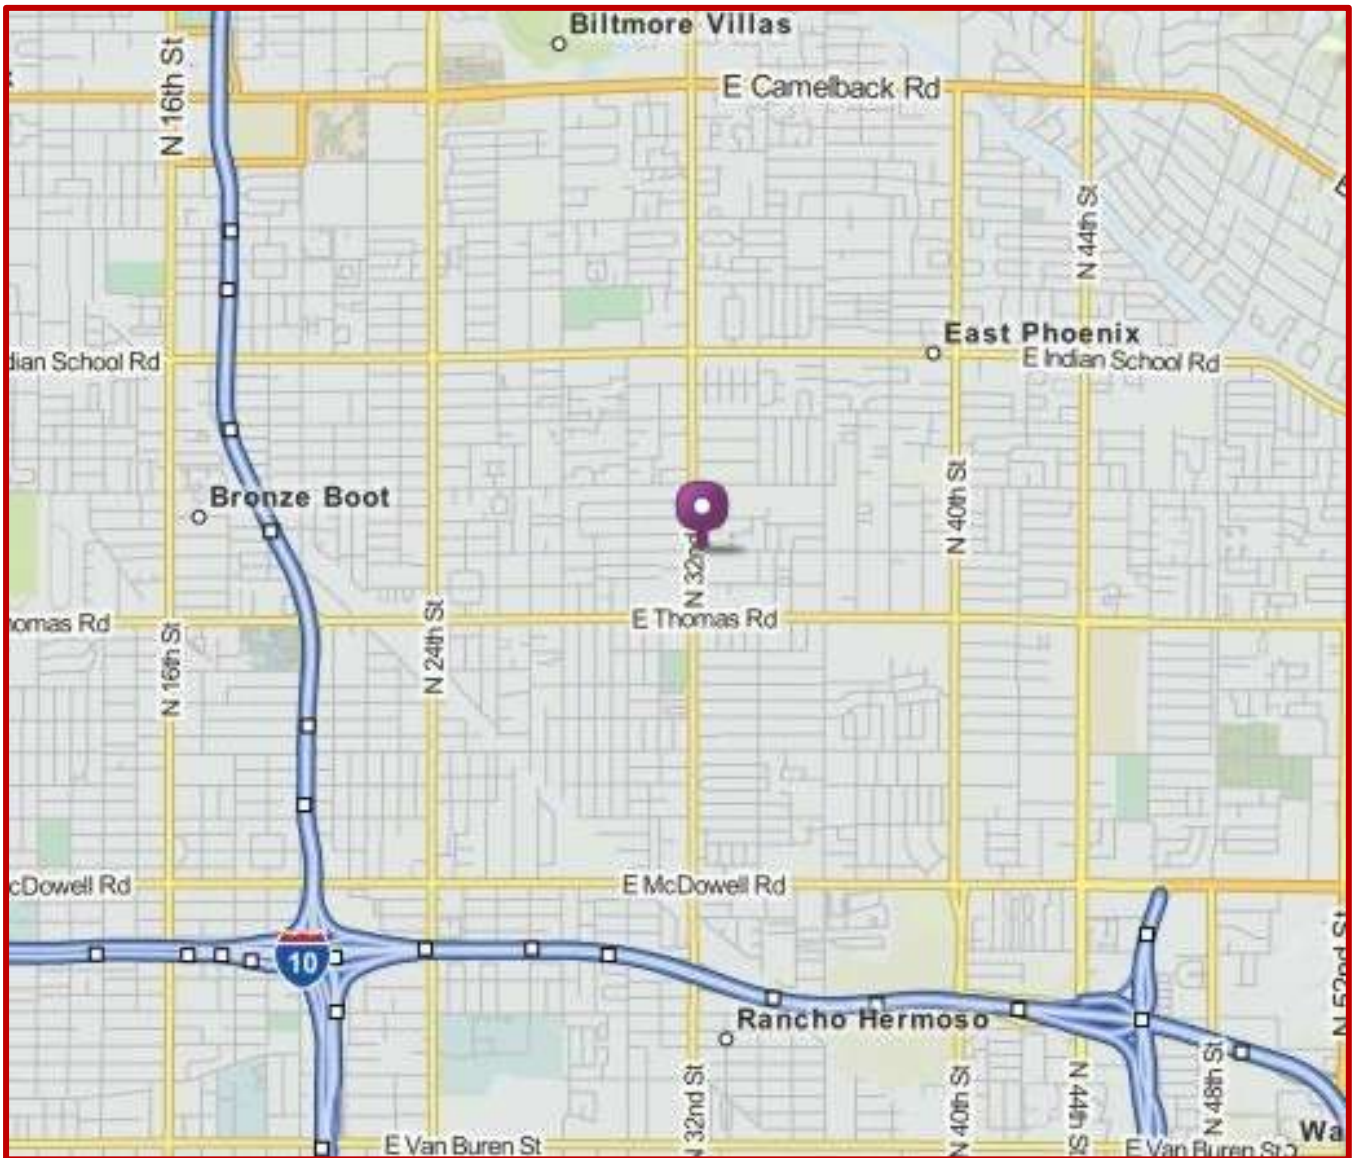 Biltmore Villas
N 16th St
E Camelback Rd
N 44th St
East Phoenix
dian School Rd
E Indian School Rd
Bronze Boot
N 40th St
N 32nd
omas Rd
E Thomas Rd
N 24th St
N 16th St
cDowell Rd
E McDowell Rd
10
N 52nd St
Rancho Hermoso
N 32nd St
N 40th St
N 44th St
N 48th St
E Van Buren St
E Van Buren St
Wa